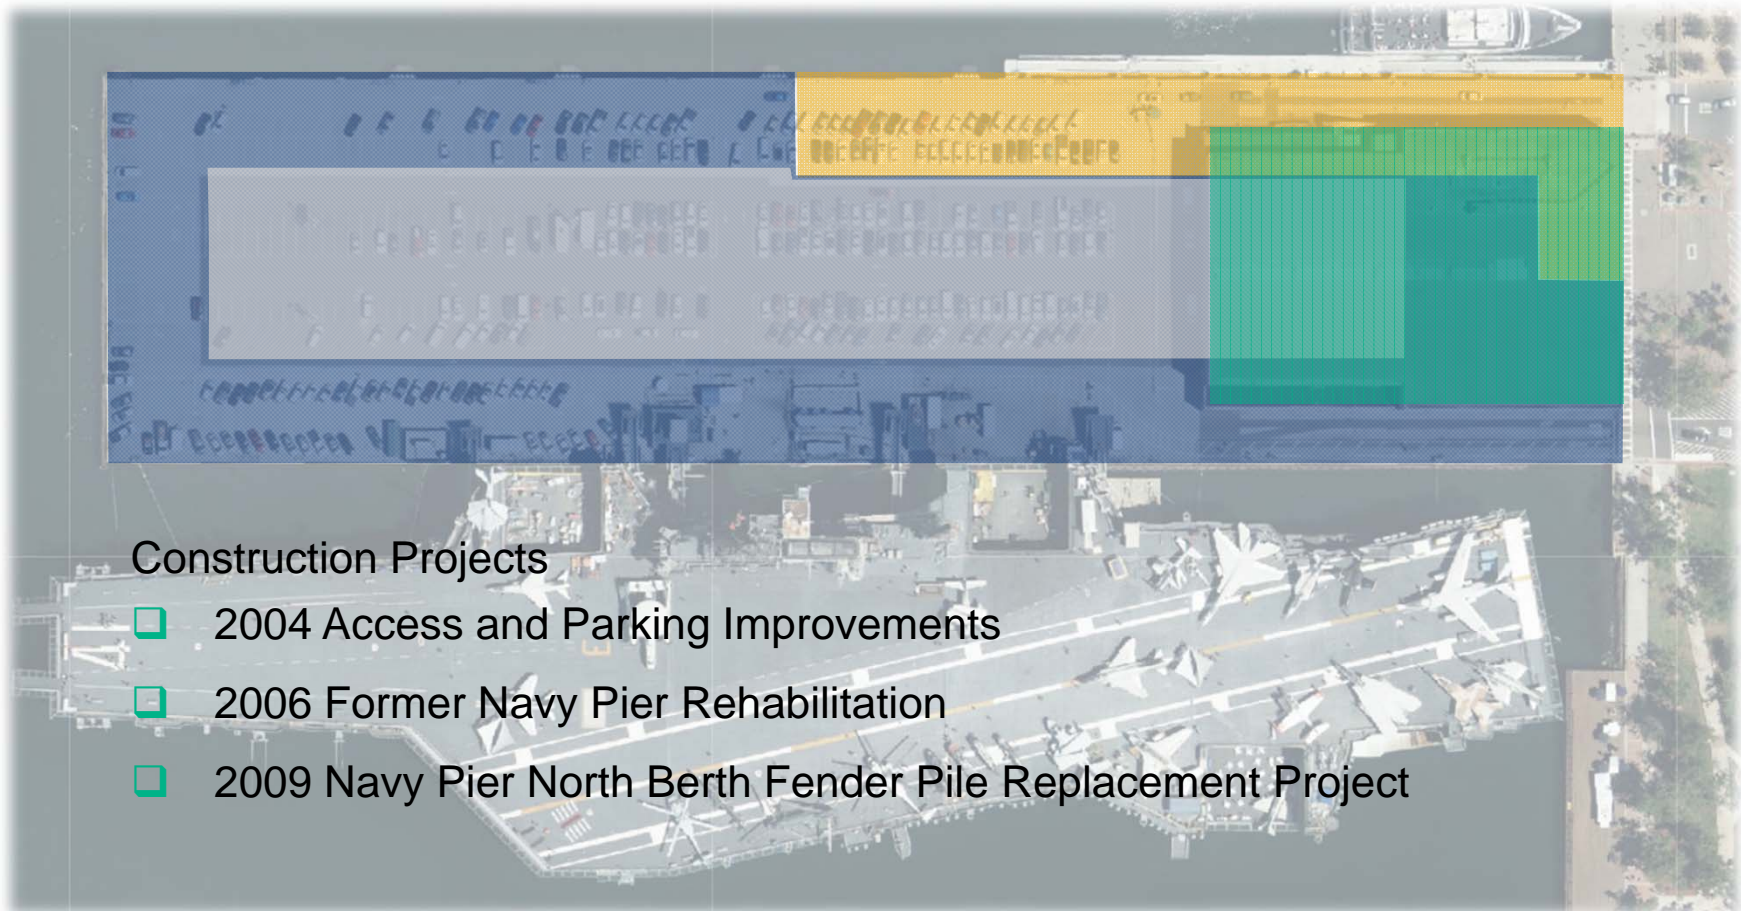 Construction Projects
2004 Access and Parking Improvements
2006 Former Navy Pier Rehabilitation
2009 Navy Pier North Berth Fender Pile Replacement Project